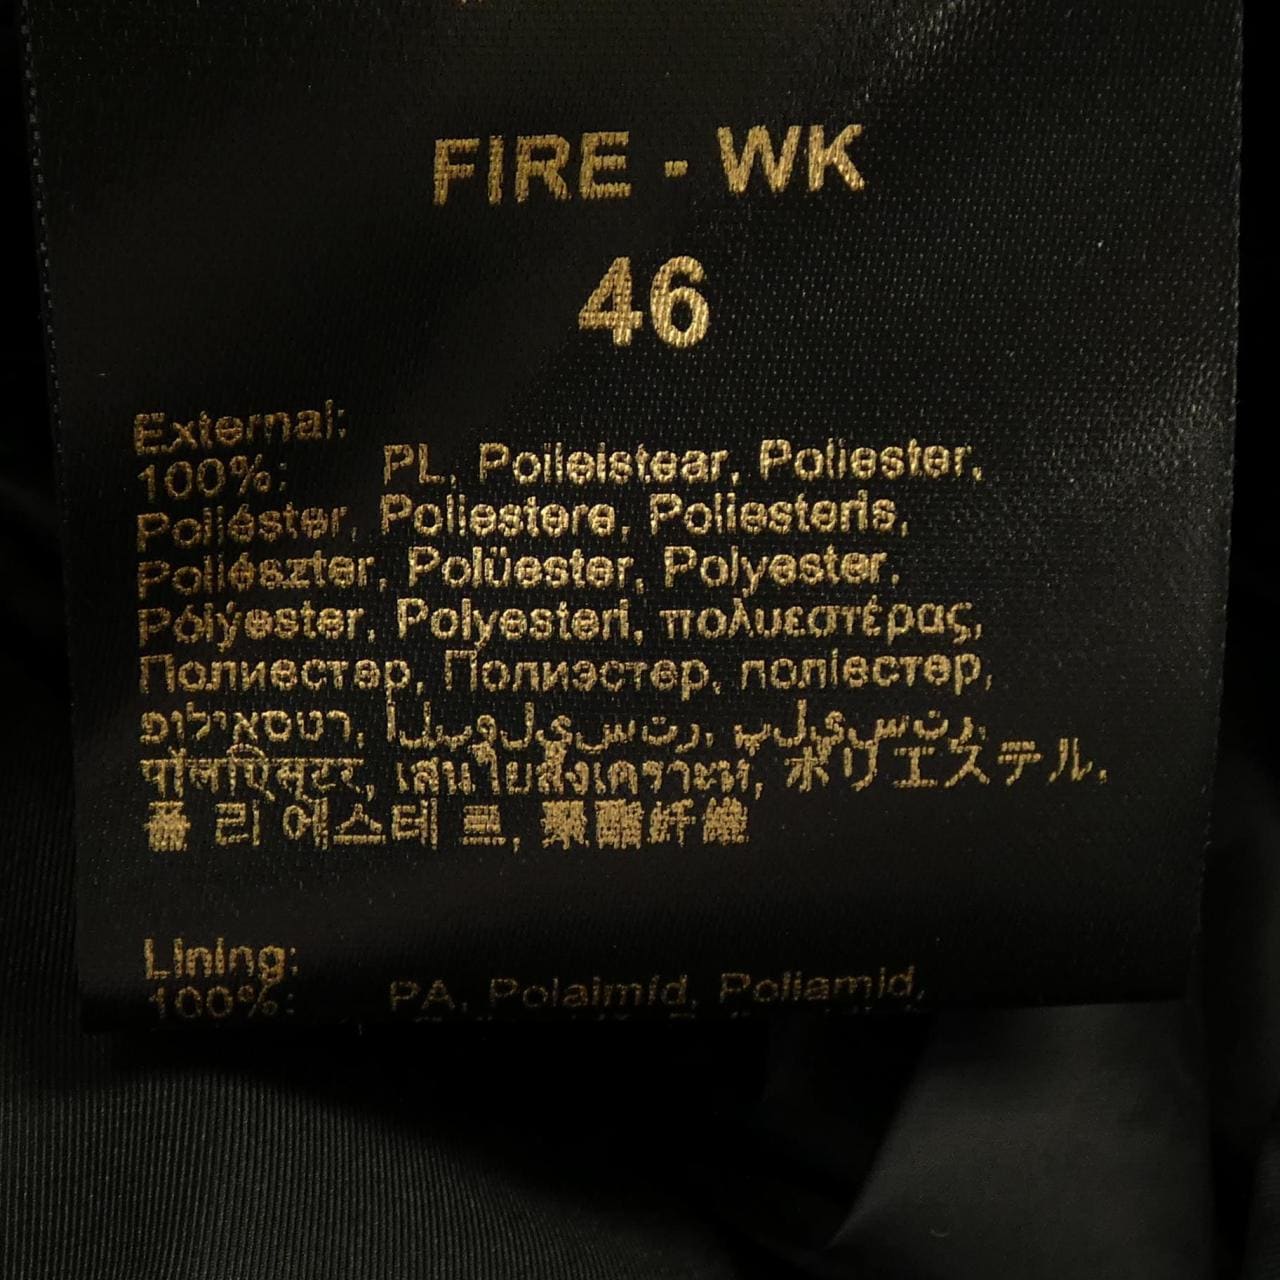 FIRE - WK
46
External:
100%: PL, Poileistear, Poliester,
Poliéster, Poliestere, Poliesteris,
Poliészter, Polüester, Polyester,
Pólýester, Polyesteri, πολυεστέρας,
Полиестер, Полиэстер, поліестер,
פוליאסטר, البوليستر, پلی‌استر,
पॉलिएस्टर, เส้นใยสังเคราะห์, ポリエステル,
폴리에스테르, 聚酯纤维
Lining:
100%: PA, Polaimíd, Poliamid,